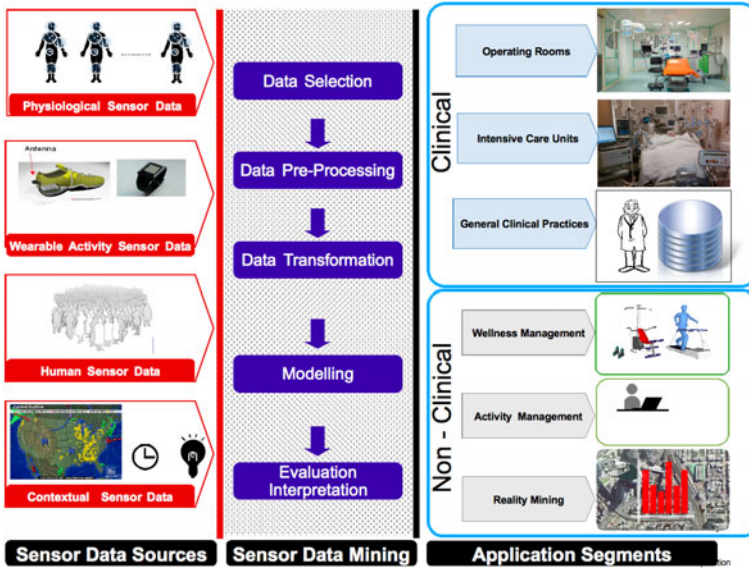 Physiological Sensor Data
Antenna
Wearable Activity Sensor Data
Human Sensor Data
Contextual Sensor Data
Sensor Data Sources
Data Selection
Data Pre-Processing
Data Transformation
Modelling
Evaluation
Interpretation
Sensor Data Mining
Clinical
Operating Rooms
Intensive Care Units
General Clinical Practices
Non - Clinical
Wellness Management
Activity Management
Reality Mining
Application Segments